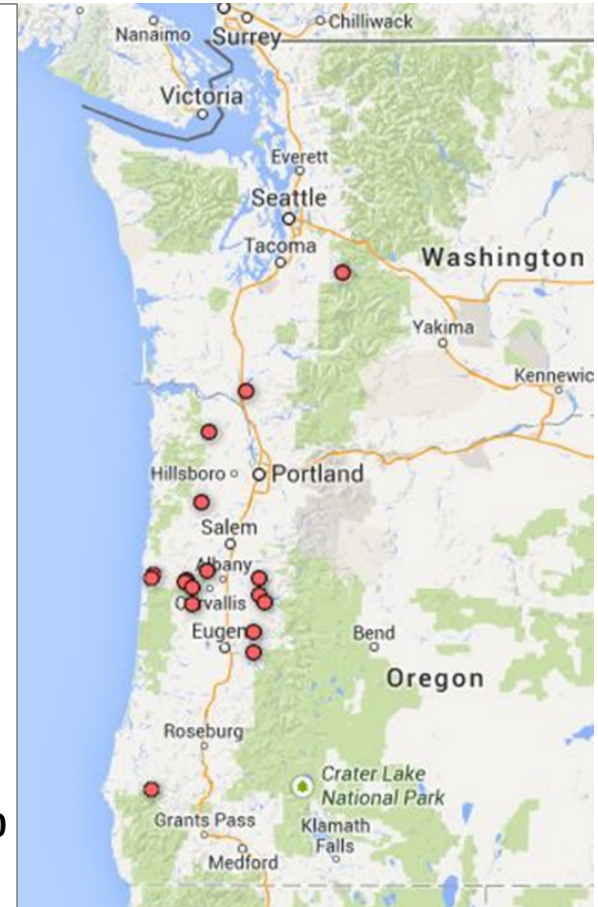 Nanaimo
Chilliwack
Surrey
Victoria
Everett
Seattle
Tacoma
Washington
Yakima
Kennewic
Hillsboro
Portland
Salem
Albany
Corvallis
Eugene
Bend
Oregon
Roseburg
Crater Lake
National Park
Grants Pass
Klamath
Falls
Medford
0